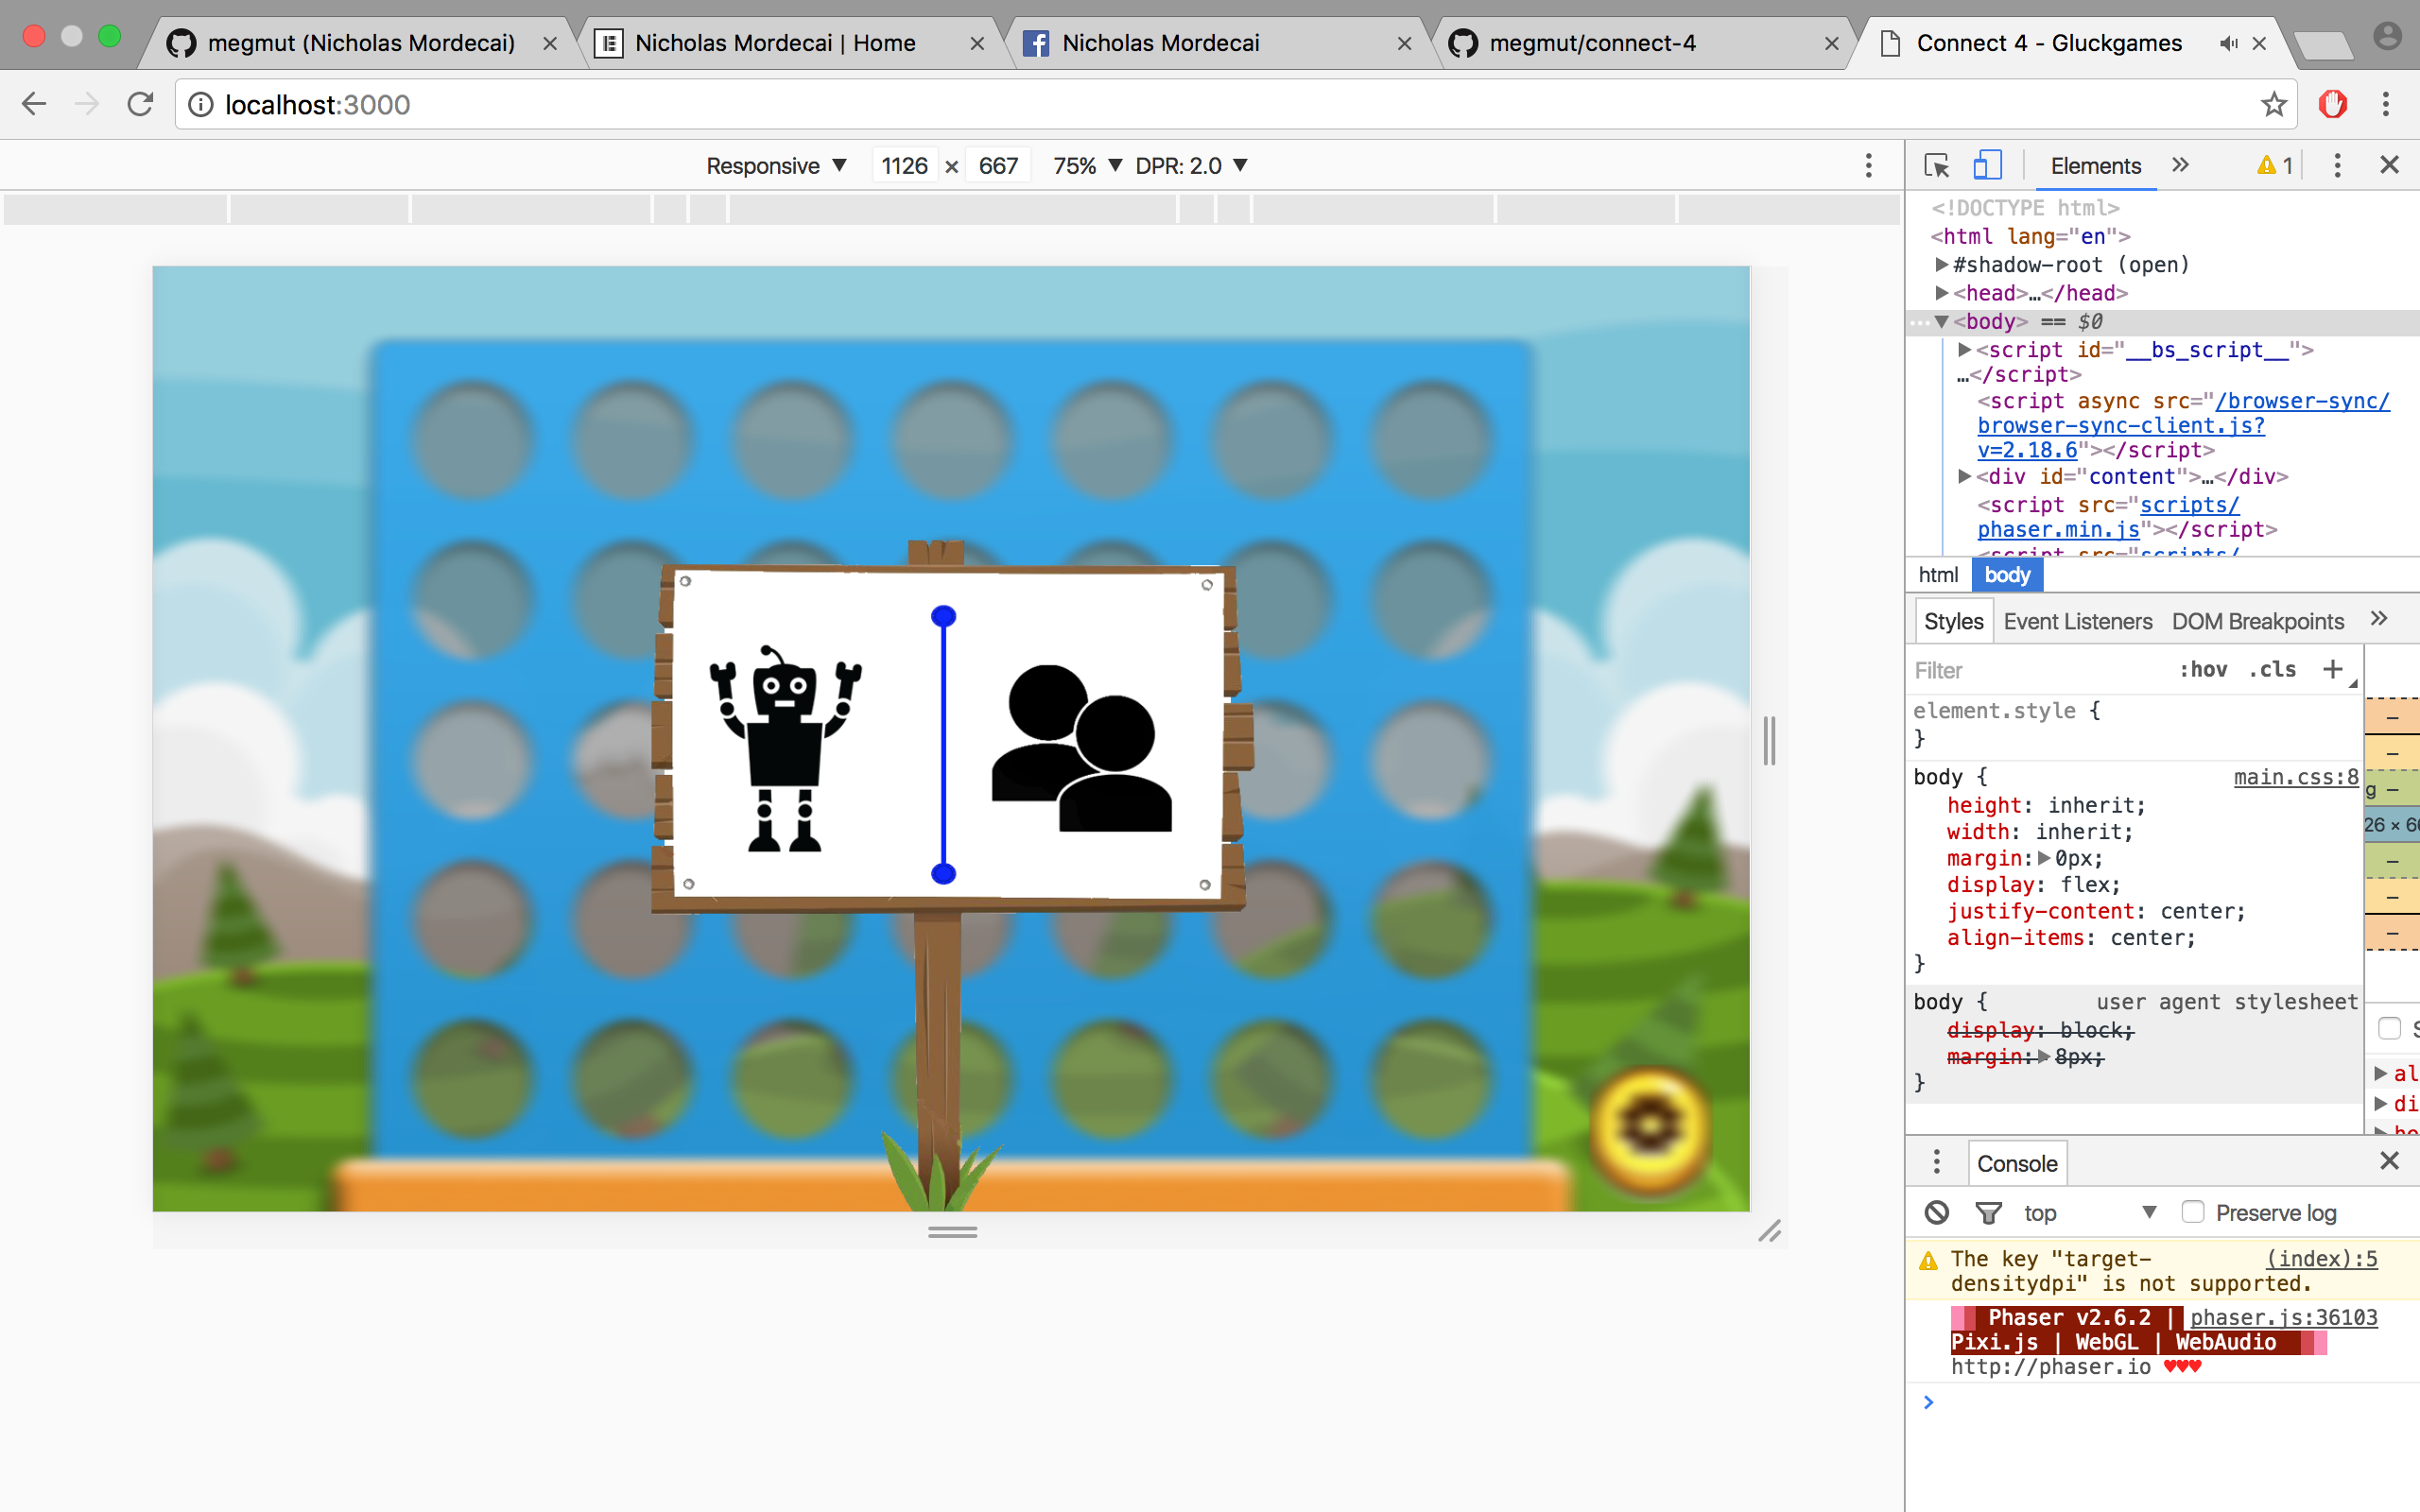 megmut (Nicholas Mordecai)
Nicholas Mordecai | Home
Nicholas Mordecai
megmut/connect-4
Connect 4 - Gluckgames
localhost:3000
Responsive ▼ 1126 × 667 75% ▼ DPR: 2.0 ▼
Elements » 1
<!DOCTYPE html>
<html lang="en">
▶#shadow-root (open)
▶<head>…</head>
…▼<body> == $0
▶<script id="__bs_script__">
…</script>
<script async src="/browser-sync/
browser-sync-client.js?
v=2.18.6"></script>
▶<div id="content">…</div>
<script src="scripts/
phaser.min.js"></script>
<script src="scripts/
html body
Styles Event Listeners DOM Breakpoints »
Filter :hov .cls +
element.style {
}
body { main.css:8
height: inherit;
width: inherit;
margin:▶0px;
display: flex;
justify-content: center;
align-items: center;
}
body { user agent stylesheet
display: block;
margin:▶8px;
}
Console
top ▼ Preserve log
The key "target- (index):5
densitydpi" is not supported.
Phaser v2.6.2 | phaser.js:36103
Pixi.js | WebGL | WebAudio
http://phaser.io ♥♥♥
>